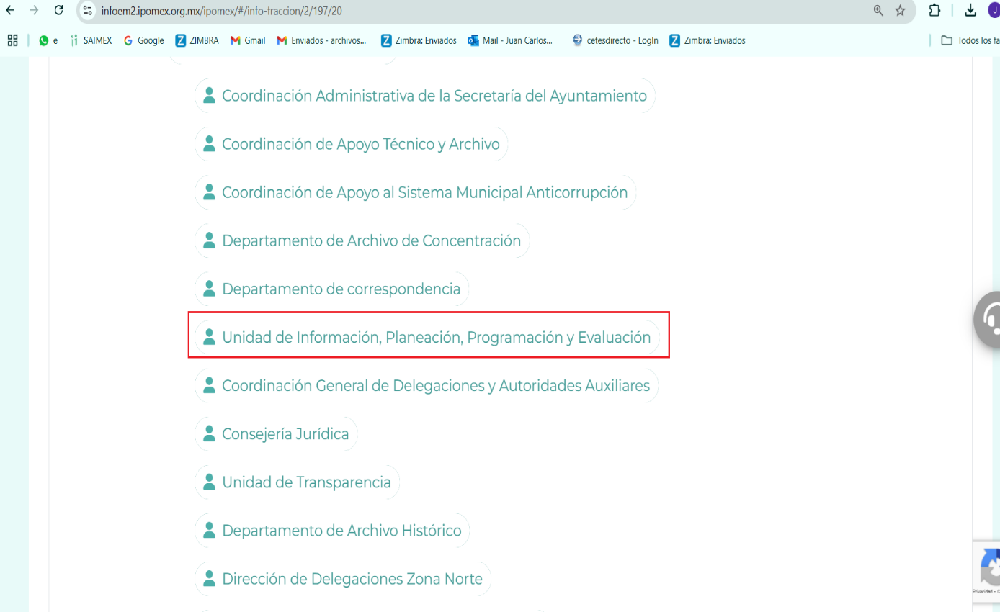 infoem2.ipomex.org.mx/ipomex/#/info-fraccion/2/197/20
J
e
SAIMEX
Google
ZIMBRA
Gmail
Enviados - archivos...
Zimbra: Enviados
Mail - Juan Carlos...
cetesdirecto - LogIn
Zimbra: Enviados
Todos los fa
Coordinación Administrativa de la Secretaría del Ayuntamiento
Coordinación de Apoyo Técnico y Archivo
Coordinación de Apoyo al Sistema Municipal Anticorrupción
Departamento de Archivo de Concentración
Departamento de correspondencia
Unidad de Información, Planeación, Programación y Evaluación
Coordinación General de Delegaciones y Autoridades Auxiliares
Consejería Jurídica
Unidad de Transparencia
Departamento de Archivo Histórico
Dirección de Delegaciones Zona Norte
Privacidad - C